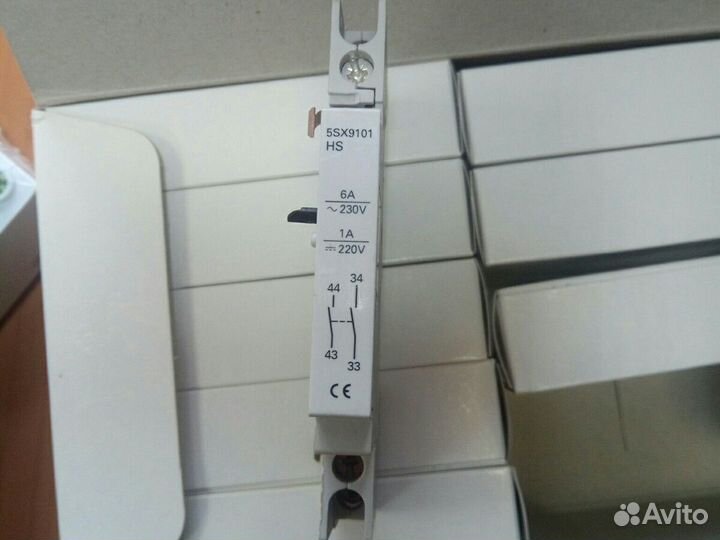 5SX9101
HS
6A
~230V
1A
⎓220V
34
44
43
33
CE
Avito